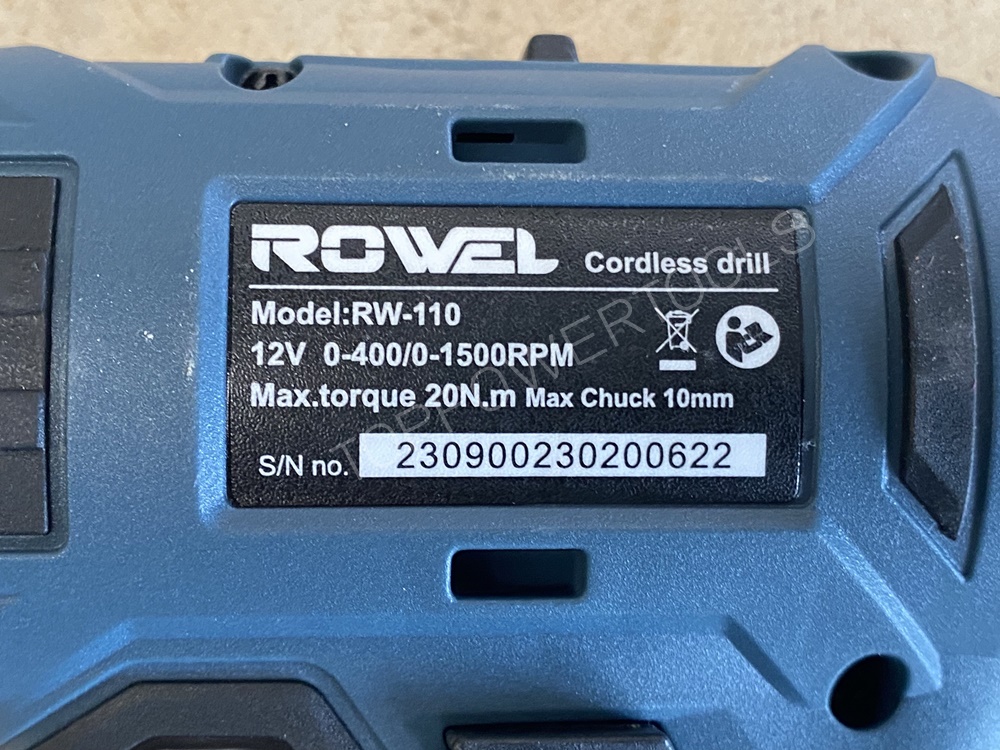 ROWEL Cordless drill
Model:RW-110
12V 0-400/0-1500RPM
Max.torque 20N.m Max Chuck 10mm
S/N no. 230900230200622
TOPPOWERTOOLS